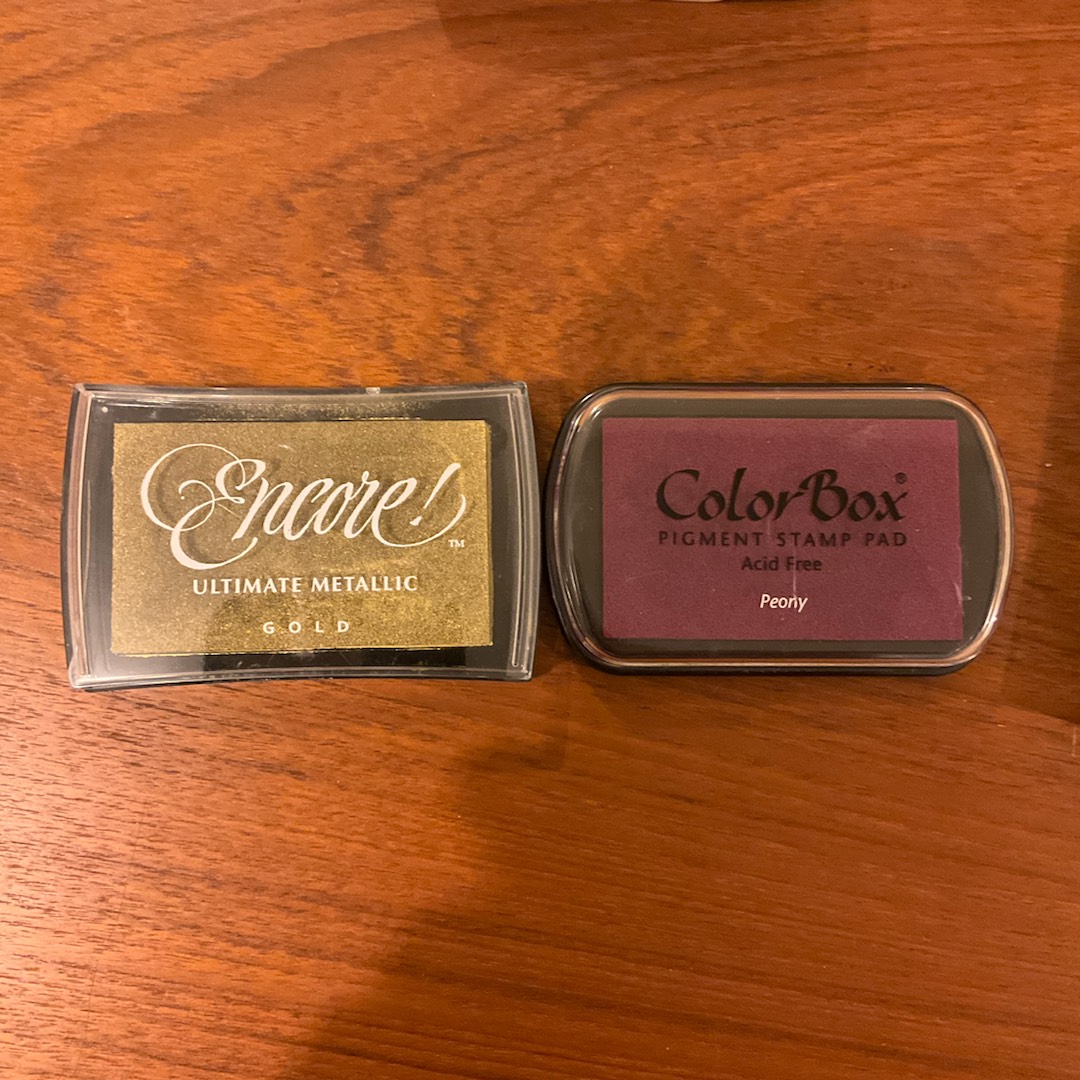 Encore!™
ULTIMATE METALLIC
GOLD
ColorBox®
PIGMENT STAMP PAD
Acid Free
Peony